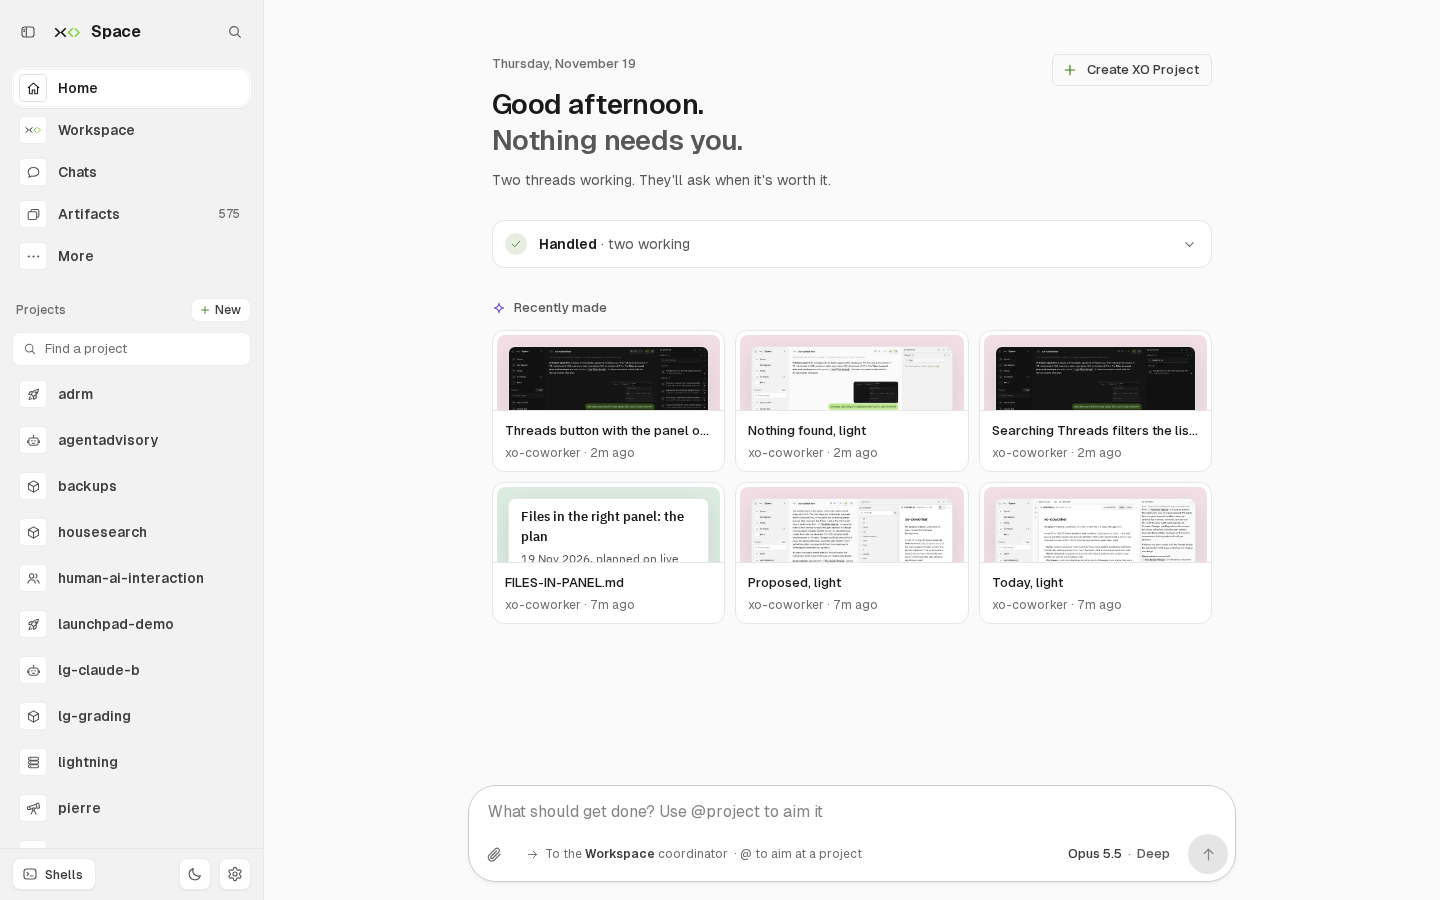 Space
Home
Workspace
Chats
Artifacts 575
More
Projects
New
Find a project
adrm
agentadvisory
backups
housesearch
human-ai-interaction
launchpad-demo
lg-claude-b
lg-grading
lightning
pierre
Shells
Thursday, November 19
Create XO Project
Good afternoon.
Nothing needs you.
Two threads working. They'll ask when it's worth it.
Handled · two working
Recently made
Threads button with the panel o...
xo-coworker · 2m ago
Nothing found, light
xo-coworker · 2m ago
Searching Threads filters the lis...
xo-coworker · 2m ago
Files in the right panel: the
plan
19 Nov 2026, planned on live
FILES-IN-PANEL.md
xo-coworker · 7m ago
Proposed, light
xo-coworker · 7m ago
Today, light
xo-coworker · 7m ago
What should get done? Use @project to aim it
→ To the Workspace coordinator · @ to aim at a project
Opus 5.5 · Deep